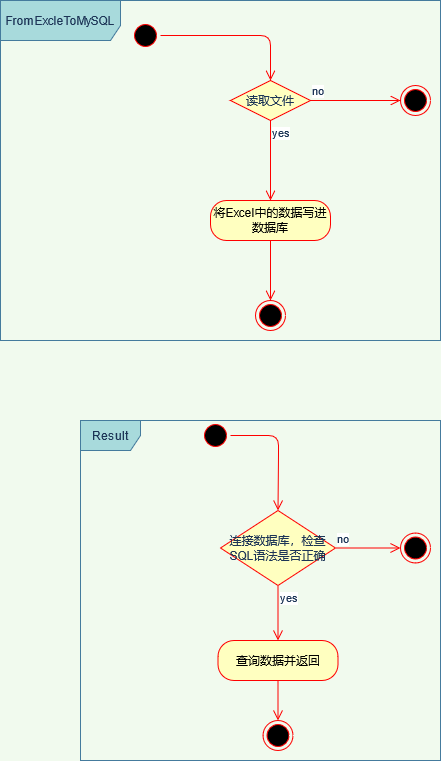 FromExcleToMySQL
读取文件
no
yes
将Excel中的数据写进
数据库
Result
连接数据库，检查
SQL语法是否正确
no
yes
查询数据并返回